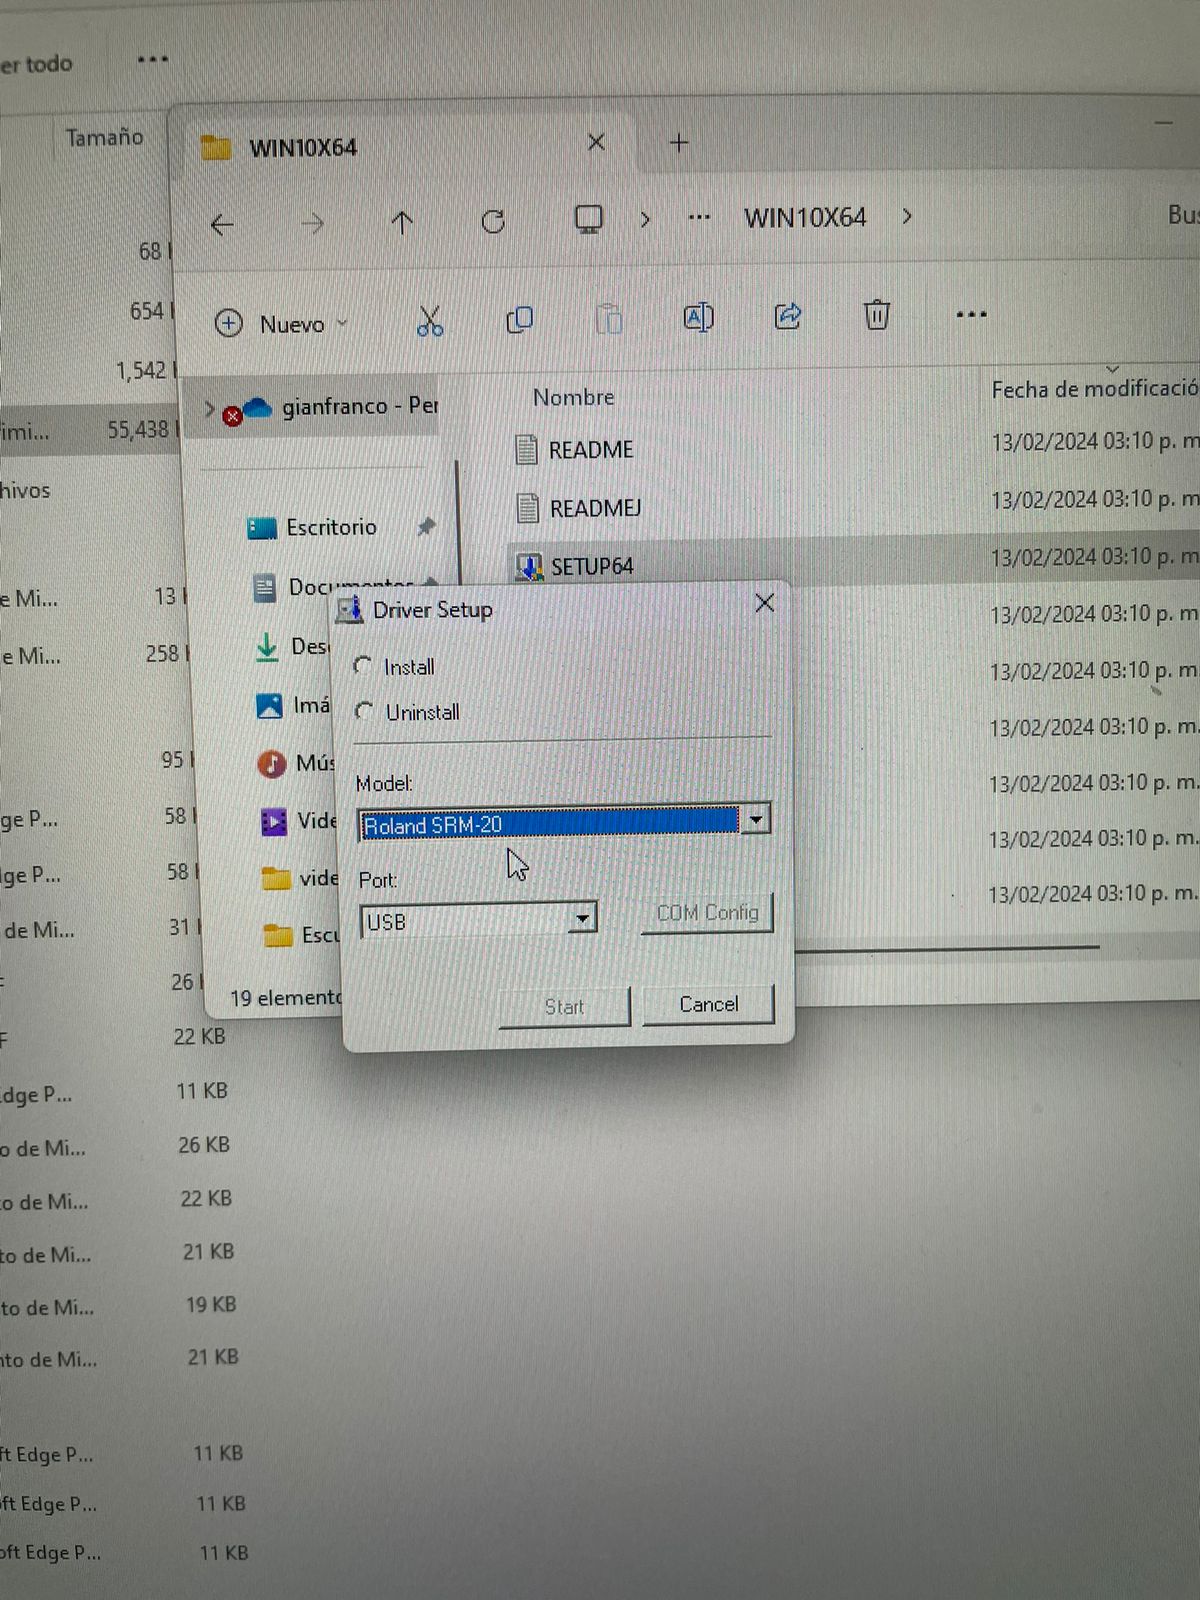 er todo ...
Tamaño
WIN10X64
... WIN10X64
Nuevo
gianfranco - Per
Nombre
Fecha de modificació
README
13/02/2024 03:10 p. m
READMEJ
13/02/2024 03:10 p. m
SETUP64
13/02/2024 03:10 p. m
13/02/2024 03:10 p. m
13/02/2024 03:10 p. m
13/02/2024 03:10 p. m.
13/02/2024 03:10 p. m.
13/02/2024 03:10 p. m.
13/02/2024 03:10 p. m.
Escritorio
Imá
Mús
Vide
vide
19 elemento
Driver Setup
Install
Uninstall
Model:
Roland SRM-20
Port:
USB
COM Config
Start
Cancel
68
654
1,542
imi... 55,438
hivos
e Mi... 13
e Mi... 258
95
ge P... 58
ge P... 58
de Mi... 31
26
F 22 KB
Edge P... 11 KB
o de Mi... 26 KB
to de Mi... 22 KB
to de Mi... 21 KB
to de Mi... 19 KB
nto de Mi... 21 KB
ft Edge P... 11 KB
oft Edge P... 11 KB
oft Edge P... 11 KB